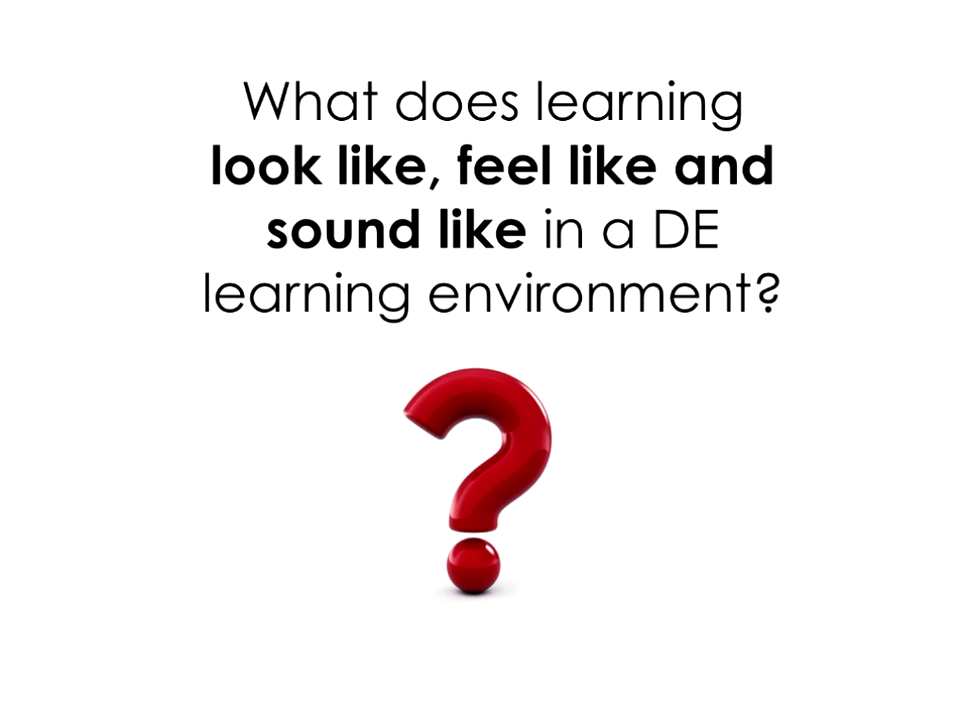 What does learning
look like, feel like and
sound like in a DE
learning environment?